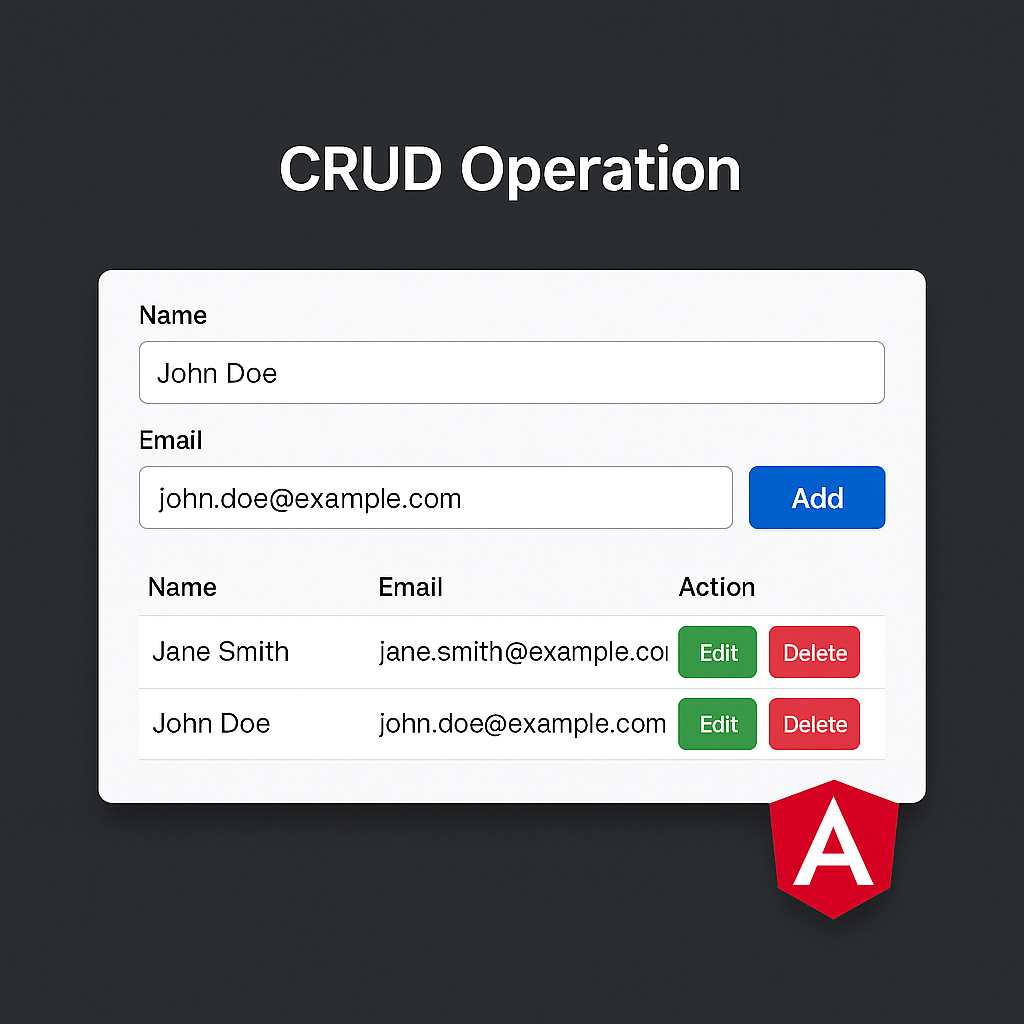 CRUD Operation
Name
John Doe
Email
john.doe@example.com
Add
Name Email Action
Jane Smith jane.smith@example.co Edit Delete
John Doe john.doe@example.com Edit Delete
A